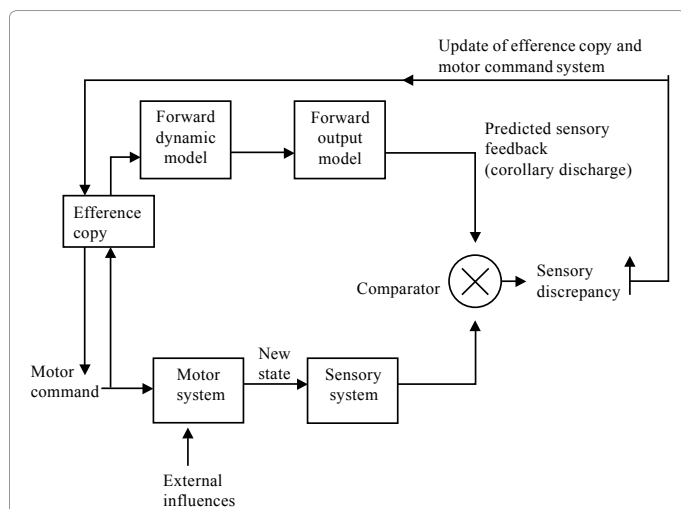 Update of efference copy and
motor command system
Forward
dynamic
model
Forward
output
model
Predicted sensory
feedback
(corollary discharge)
Efference
copy
Comparator
Sensory
discrepancy
Motor
command
Motor
system
New
state
Sensory
system
External
influences